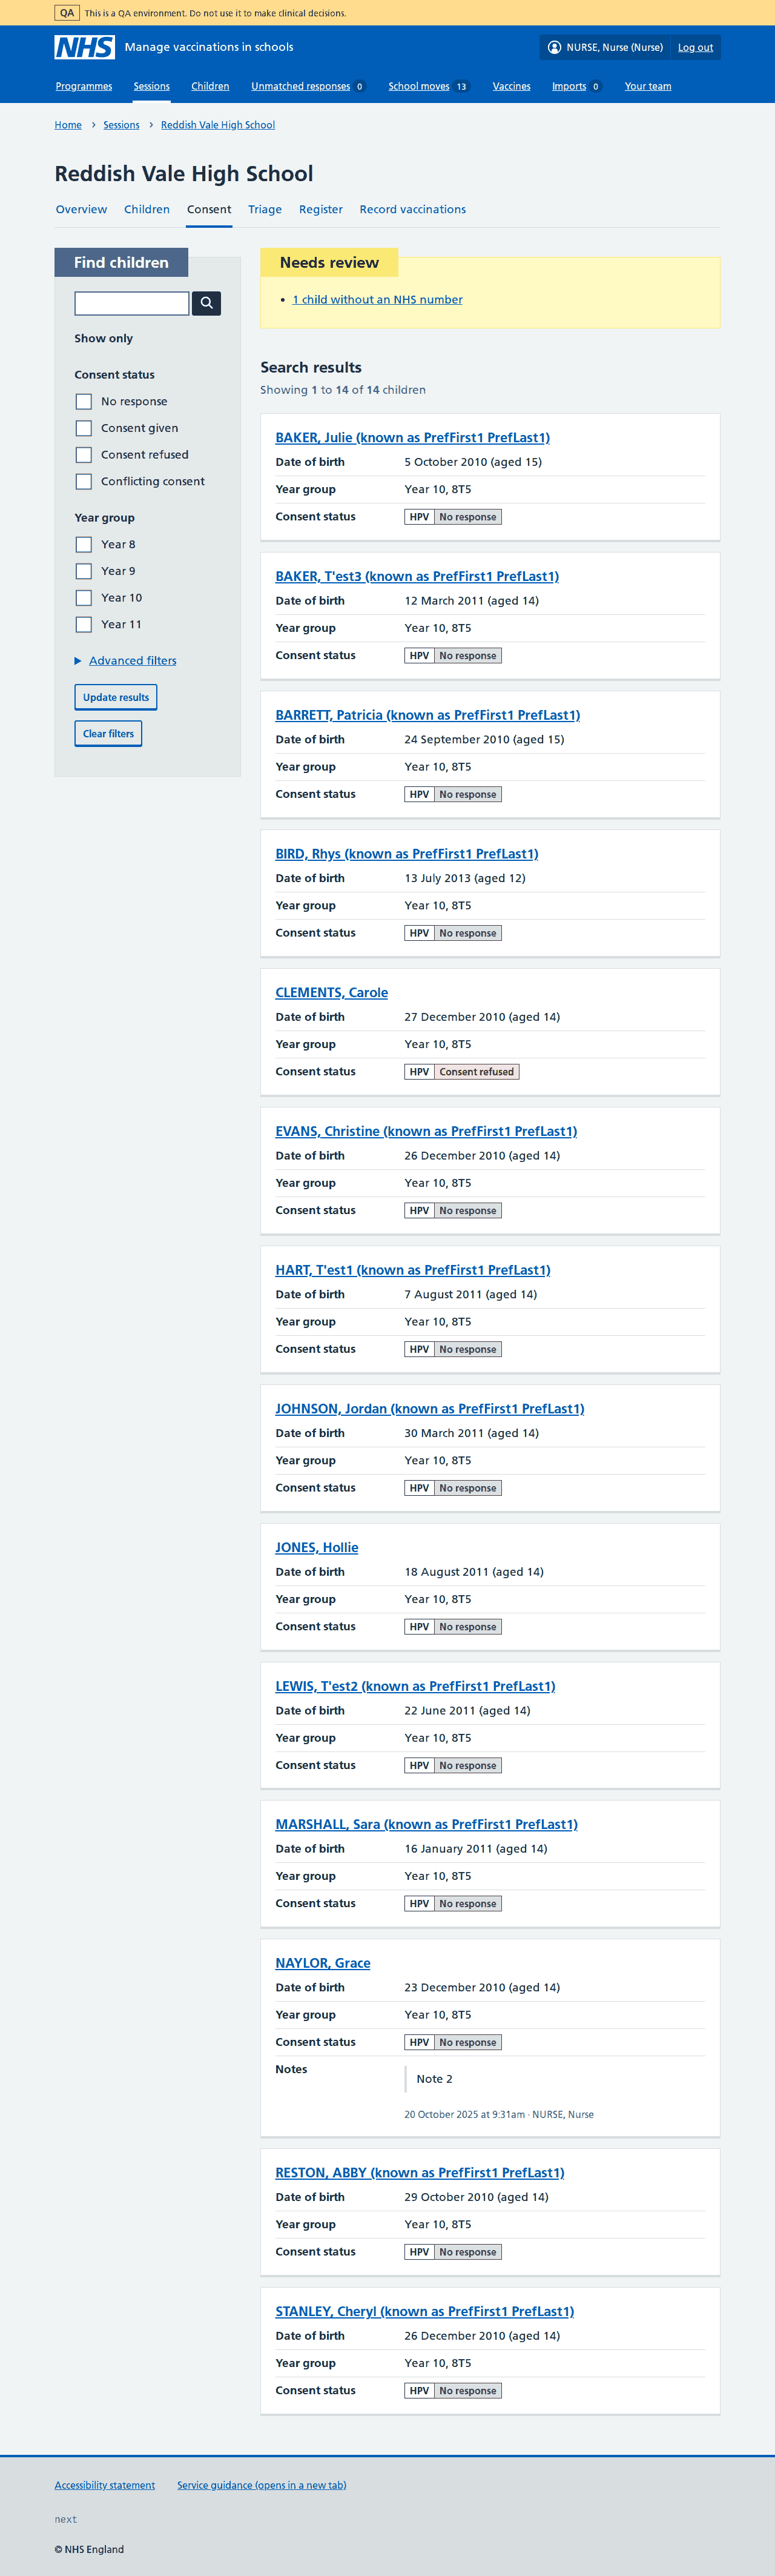 QA This is a QA environment. Do not use it to make clinical decisions.
NHS Manage vaccinations in schools NURSE, Nurse (Nurse) Log out
Programmes Sessions Children Unmatched responses 0 School moves 13 Vaccines Imports 0 Your team
Home Sessions Reddish Vale High School
Reddish Vale High School
Overview Children Consent Triage Register Record vaccinations
Find children
Show only
Consent status
No response
Consent given
Consent refused
Conflicting consent
Year group
Year 8
Year 9
Year 10
Year 11
Advanced filters
Update results
Clear filters
Needs review
1 child without an NHS number
Search results
Showing 1 to 14 of 14 children
BAKER, Julie (known as PrefFirst1 PrefLast1)
Date of birth 5 October 2010 (aged 15)
Year group Year 10, 8T5
Consent status HPV No response
BAKER, T'est3 (known as PrefFirst1 PrefLast1)
Date of birth 12 March 2011 (aged 14)
Year group Year 10, 8T5
Consent status HPV No response
BARRETT, Patricia (known as PrefFirst1 PrefLast1)
Date of birth 24 September 2010 (aged 15)
Year group Year 10, 8T5
Consent status HPV No response
BIRD, Rhys (known as PrefFirst1 PrefLast1)
Date of birth 13 July 2013 (aged 12)
Year group Year 10, 8T5
Consent status HPV No response
CLEMENTS, Carole
Date of birth 27 December 2010 (aged 14)
Year group Year 10, 8T5
Consent status HPV Consent refused
EVANS, Christine (known as PrefFirst1 PrefLast1)
Date of birth 26 December 2010 (aged 14)
Year group Year 10, 8T5
Consent status HPV No response
HART, T'est1 (known as PrefFirst1 PrefLast1)
Date of birth 7 August 2011 (aged 14)
Year group Year 10, 8T5
Consent status HPV No response
JOHNSON, Jordan (known as PrefFirst1 PrefLast1)
Date of birth 30 March 2011 (aged 14)
Year group Year 10, 8T5
Consent status HPV No response
JONES, Hollie
Date of birth 18 August 2011 (aged 14)
Year group Year 10, 8T5
Consent status HPV No response
LEWIS, T'est2 (known as PrefFirst1 PrefLast1)
Date of birth 22 June 2011 (aged 14)
Year group Year 10, 8T5
Consent status HPV No response
MARSHALL, Sara (known as PrefFirst1 PrefLast1)
Date of birth 16 January 2011 (aged 14)
Year group Year 10, 8T5
Consent status HPV No response
NAYLOR, Grace
Date of birth 23 December 2010 (aged 14)
Year group Year 10, 8T5
Consent status HPV No response
Notes Note 2
20 October 2025 at 9:31am · NURSE, Nurse
RESTON, ABBY (known as PrefFirst1 PrefLast1)
Date of birth 29 October 2010 (aged 14)
Year group Year 10, 8T5
Consent status HPV No response
STANLEY, Cheryl (known as PrefFirst1 PrefLast1)
Date of birth 26 December 2010 (aged 14)
Year group Year 10, 8T5
Consent status HPV No response
Accessibility statement Service guidance (opens in a new tab)
next
© NHS England